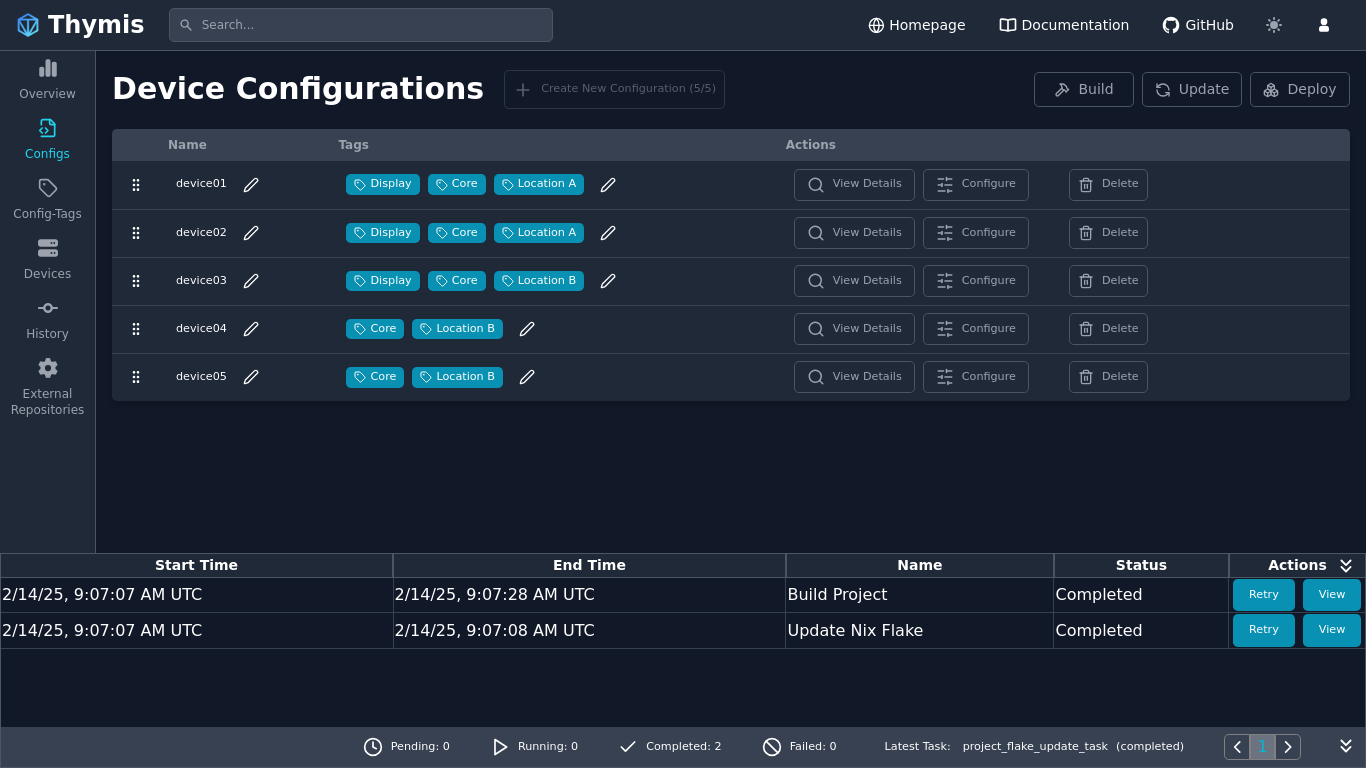 Thymis
Search...
Homepage
Documentation
GitHub
Overview
Configs
Config-Tags
Devices
History
External
Repositories
Device Configurations
Create New Configuration (5/5)
Build
Update
Deploy
Name Tags Actions
device01 Display Core Location A View Details Configure Delete
device02 Display Core Location A View Details Configure Delete
device03 Display Core Location B View Details Configure Delete
device04 Core Location B View Details Configure Delete
device05 Core Location B View Details Configure Delete
Start Time End Time Name Status Actions
2/14/25, 9:07:07 AM UTC 2/14/25, 9:07:28 AM UTC Build Project Completed Retry View
2/14/25, 9:07:07 AM UTC 2/14/25, 9:07:08 AM UTC Update Nix Flake Completed Retry View
Pending: 0 Running: 0 Completed: 2 Failed: 0 Latest Task: project_flake_update_task (completed) 1